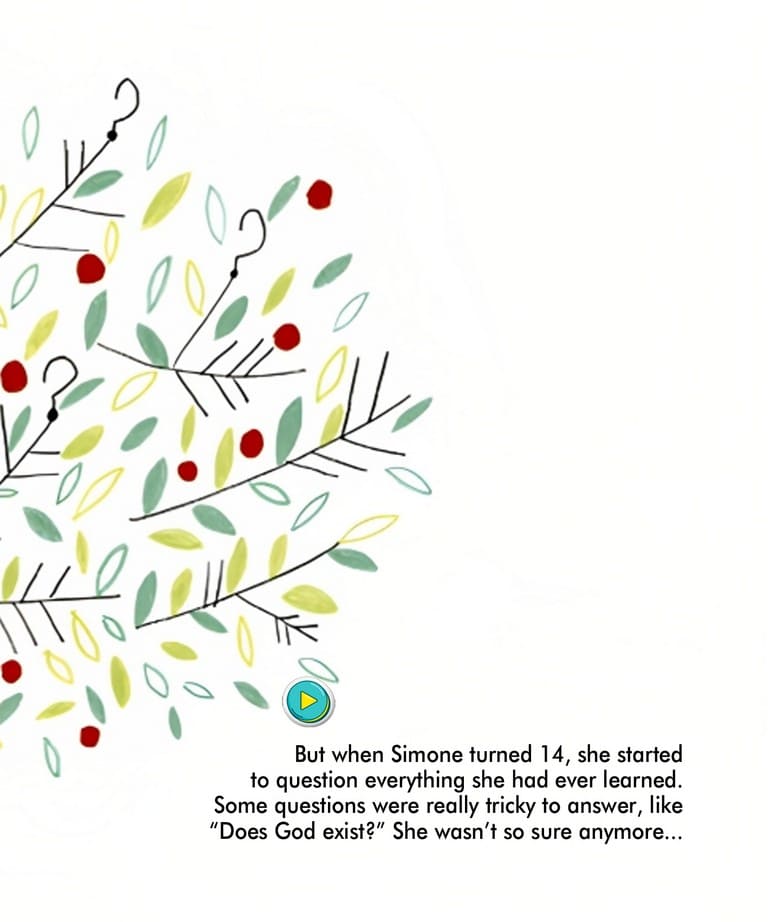 But when Simone turned 14, she started
to question everything she had ever learned.
Some questions were really tricky to answer, like
“Does God exist?” She wasn’t so sure anymore...